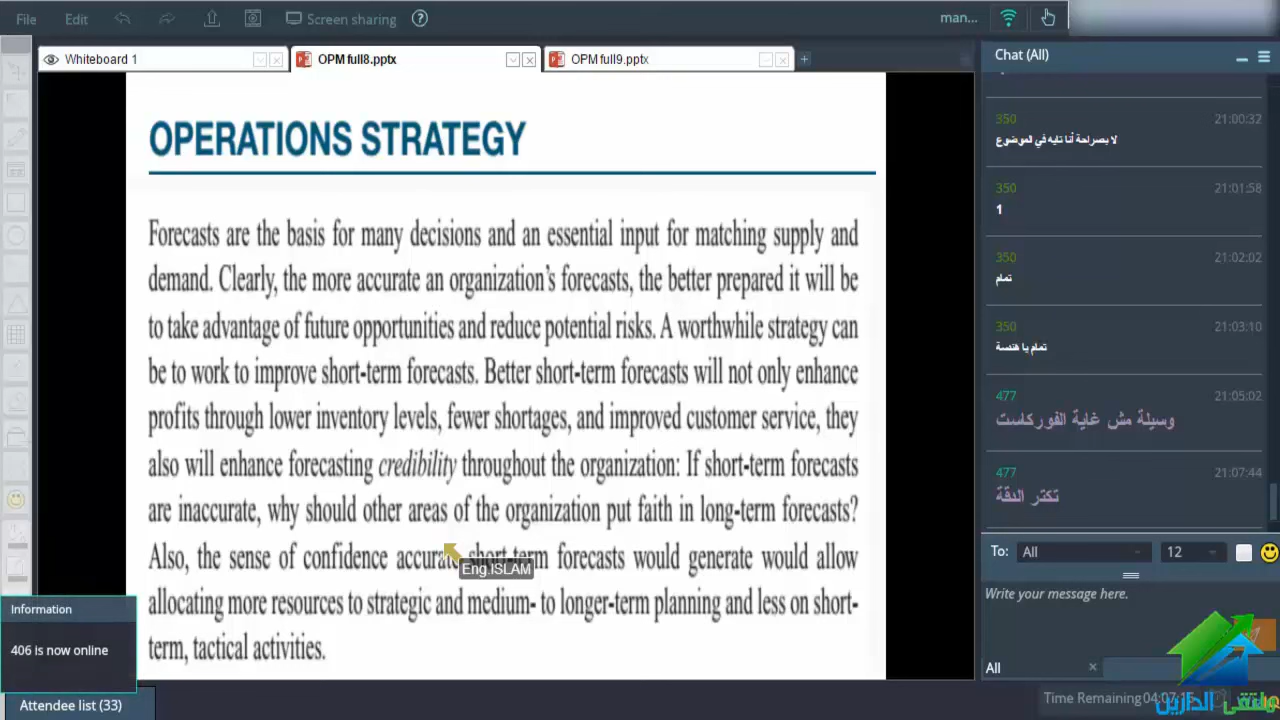 File Edit Screen sharing ? man...
Whiteboard 1 OPM full8.pptx OPM full9.pptx +
OPERATIONS STRATEGY
Forecasts are the basis for many decisions and an essential input for matching supply and
demand. Clearly, the more accurate an organization's forecasts, the better prepared it will be
to take advantage of future opportunities and reduce potential risks. A worthwhile strategy can
be to work to improve short-term forecasts. Better short-term forecasts will not only enhance
profits through lower inventory levels, fewer shortages, and improved customer service, they
also will enhance forecasting credibility throughout the organization: If short-term forecasts
are inaccurate, why should other areas of the organization put faith in long-term forecasts?
Also, the sense of confidence accurate short-term forecasts would generate would allow
allocating more resources to strategic and medium- to longer-term planning and less on short-
term, tactical activities.
Eng.ISLAM
Information
406 is now online
Attendee list (33)
Chat (All)
350 21:00:32
لا بصراحة أنا تايه في الموضوع
350 21:01:58
1
350 21:02:02
تمام
350 21:03:10
تمام يا هندسة
477 21:05:02
وسيلة مش غاية الفوركاست
477 21:07:44
تكتر الدقة
To: All 12
Write your message here.
All
Time Remaining
ملتقى الدارين